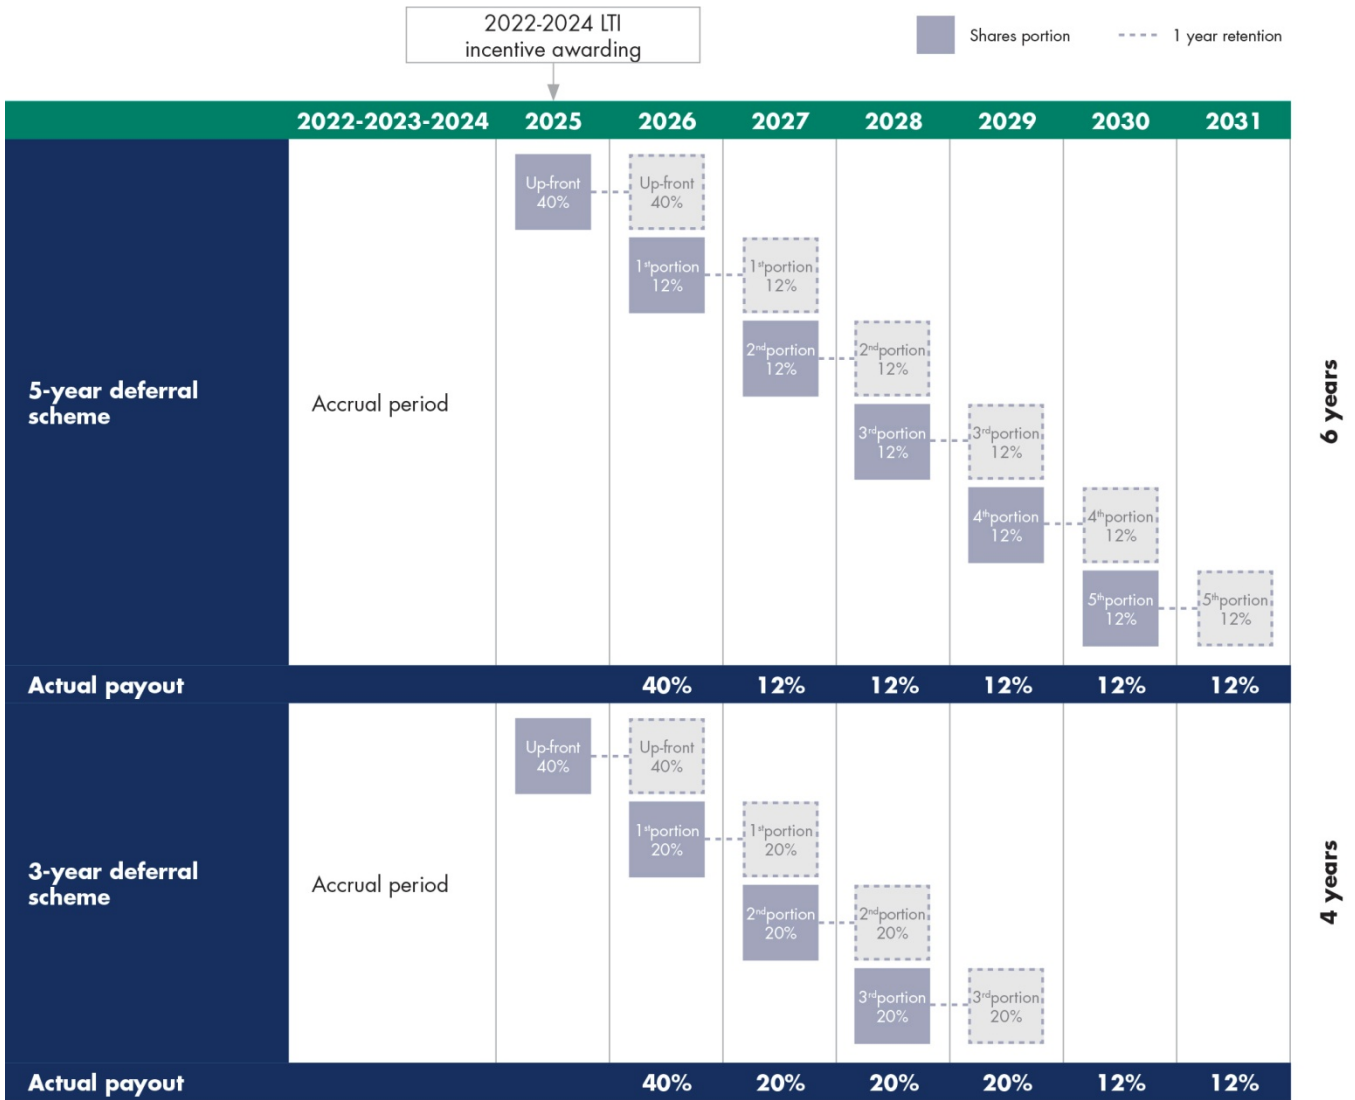 2022-2024 LTI
incentive awarding
Shares portion
1 year retention
2022-2023-2024 2025 2026 2027 2028 2029 2030 2031
5-year deferral
scheme
Accrual period
Up-front
40%
Up-front
40%
1st portion
12%
1st portion
12%
2nd portion
12%
2nd portion
12%
3rd portion
12%
3rd portion
12%
4th portion
12%
4th portion
12%
5th portion
12%
5th portion
12%
6 years
Actual payout 40% 12% 12% 12% 12% 12%
3-year deferral
scheme
Accrual period
Up-front
40%
Up-front
40%
1st portion
20%
1st portion
20%
2nd portion
20%
2nd portion
20%
3rd portion
20%
3rd portion
20%
4 years
Actual payout 40% 20% 20% 20% 12% 12%